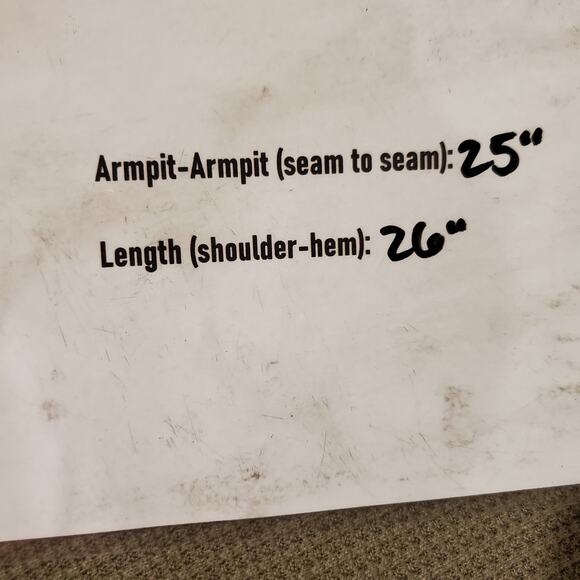 Armpit-Armpit (seam to seam): 25"
Length (shoulder-hem): 26"